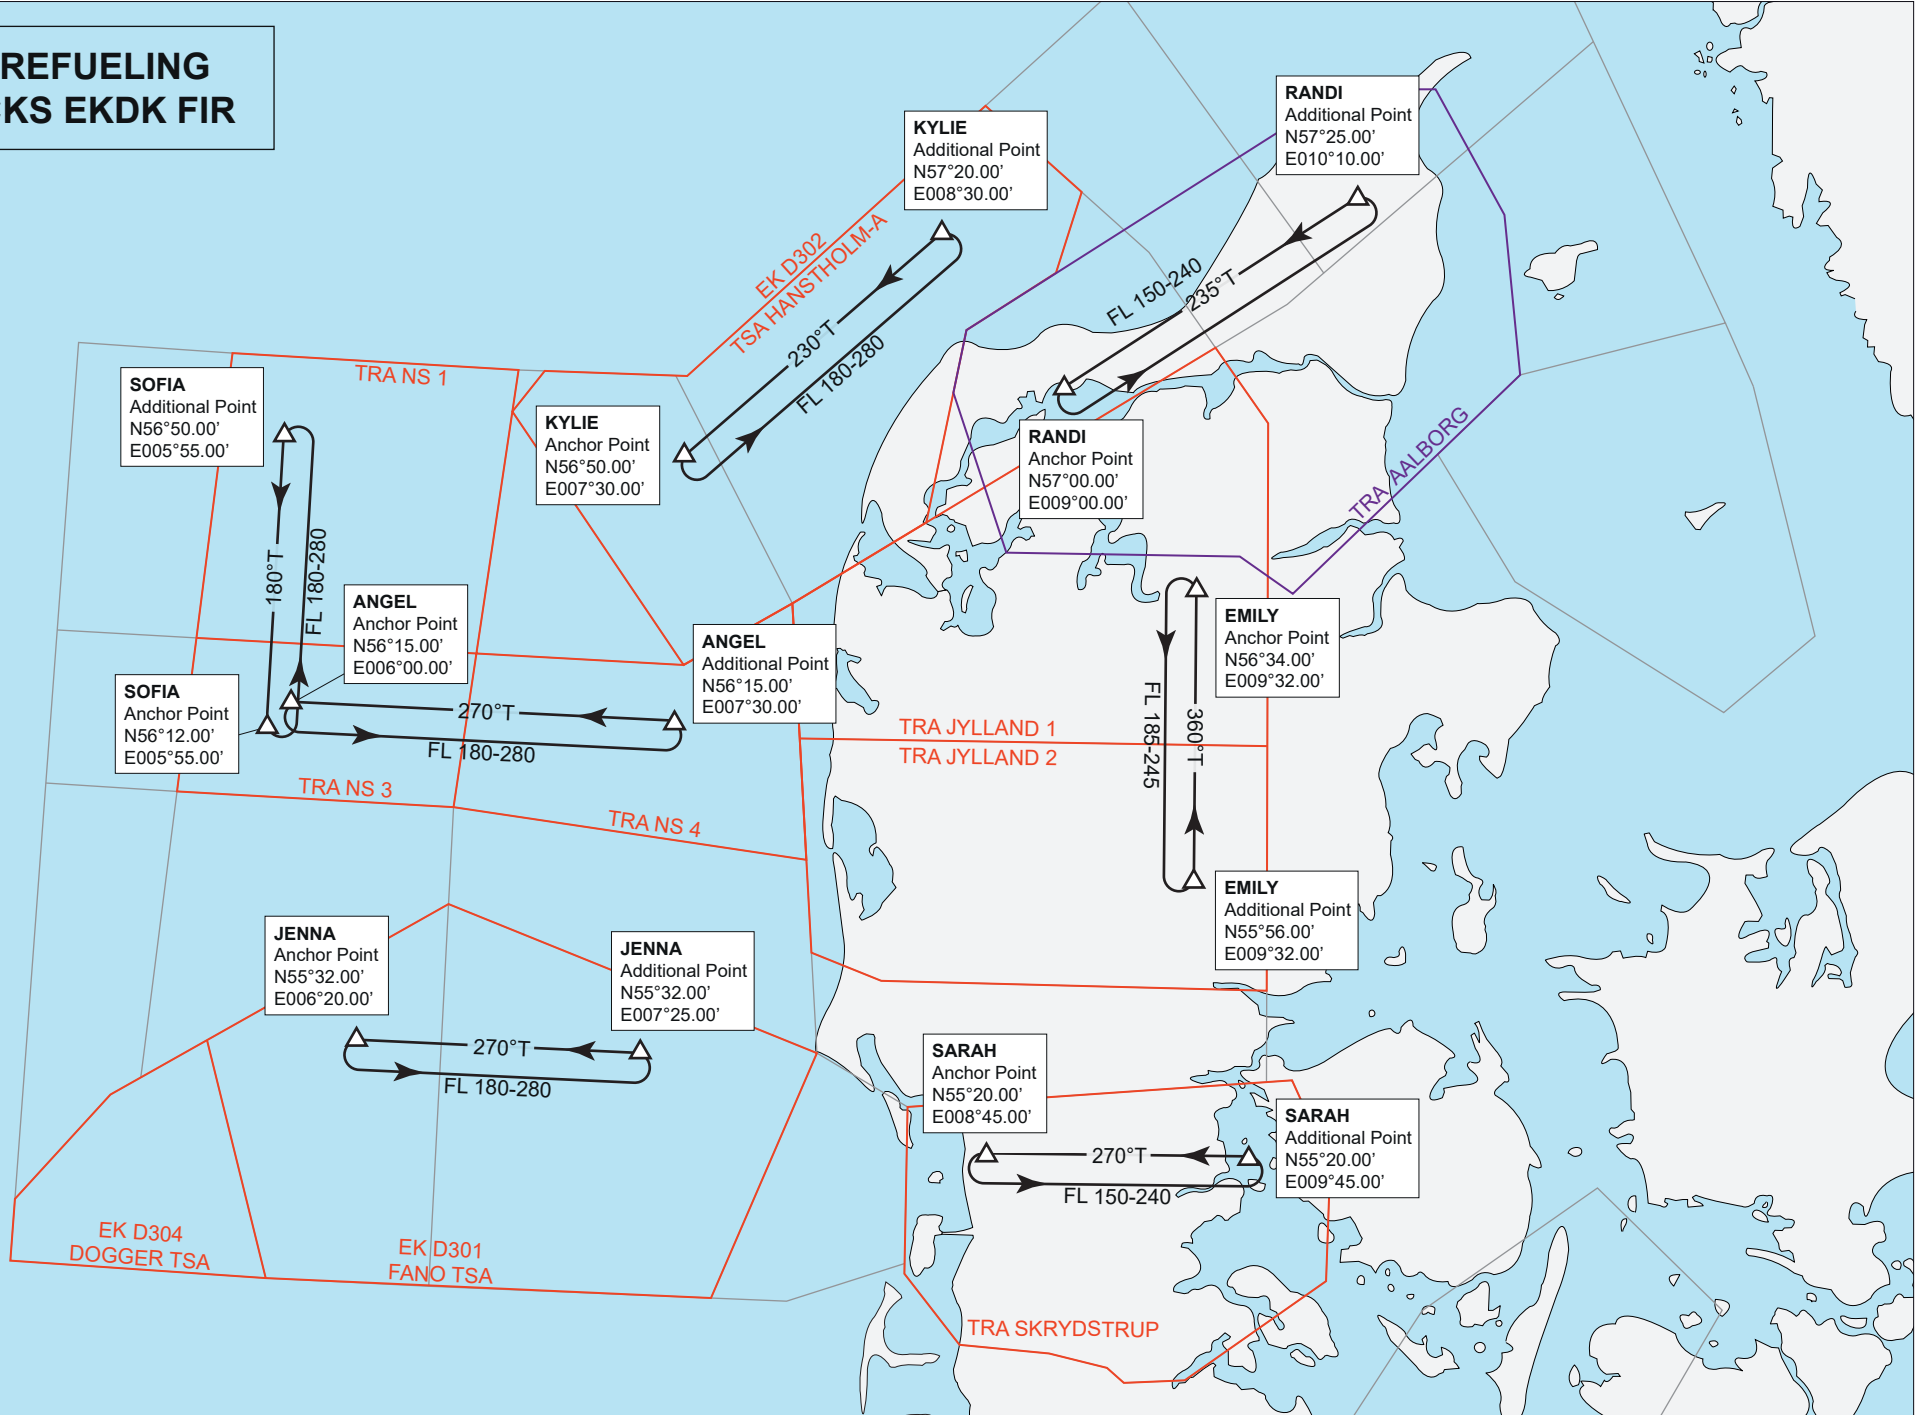 REFUELING
CKS EKDK FIR
RANDI
Additional Point
N57°25.00’
E010°10.00’
KYLIE
Additional Point
N57°20.00’
E008°30.00’
EK D302
TSA HANSTHOLM-A
FL 150-240
235°T
230°T
FL 180-280
TRA NS 1
SOFIA
Additional Point
N56°50.00’
E005°55.00’
KYLIE
Anchor Point
N56°50.00’
E007°30.00’
RANDI
Anchor Point
N57°00.00’
E009°00.00’
TRA AALBORG
180°T
FL 180-280
ANGEL
Anchor Point
N56°15.00’
E006°00.00’
ANGEL
Additional Point
N56°15.00’
E007°30.00’
EMILY
Anchor Point
N56°34.00’
E009°32.00’
SOFIA
Anchor Point
N56°12.00’
E005°55.00’
270°T
FL 180-280
FL 185-245
360°T
TRA JYLLAND 1
TRA JYLLAND 2
TRA NS 3
TRA NS 4
EMILY
Additional Point
N55°56.00’
E009°32.00’
JENNA
Anchor Point
N55°32.00’
E006°20.00’
JENNA
Additional Point
N55°32.00’
E007°25.00’
270°T
FL 180-280
SARAH
Anchor Point
N55°20.00’
E008°45.00’
SARAH
Additional Point
N55°20.00’
E009°45.00’
270°T
FL 150-240
EK D304
DOGGER TSA
EK D301
FANO TSA
TRA SKRYDSTRUP